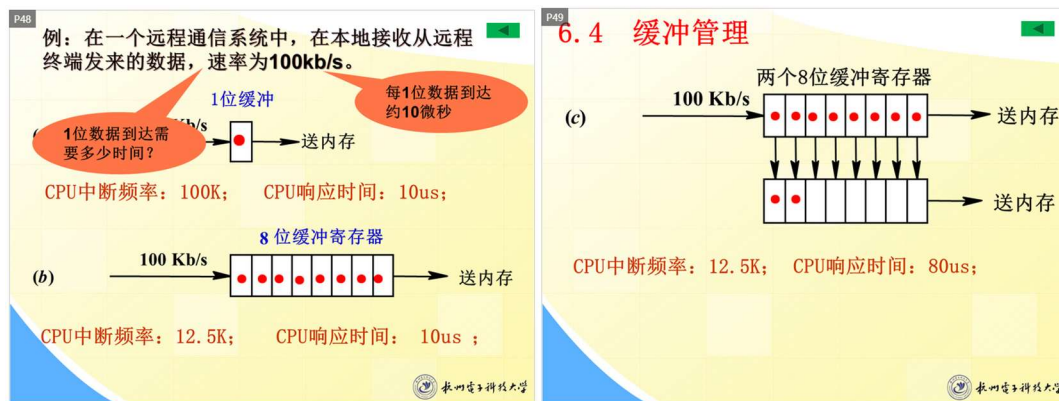 P48
例：在一个远程通信系统中，在本地接收从远程
终端发来的数据，速率为100kb/s。
1位缓冲
每1位数据到达
约10微秒
1位数据到达需
要多少时间？
b/s
送内存
CPU中断频率：100K； CPU响应时间：10us；
8 位缓冲寄存器
100 Kb/s
(b)
送内存
CPU中断频率：12.5K； CPU响应时间： 10us ；
杭州电子科技大学
P49
6.4 缓冲管理
两个8位缓冲寄存器
100 Kb/s
(c)
送内存
CPU中断频率：12.5K； CPU响应时间：80us；
杭州电子科技大学